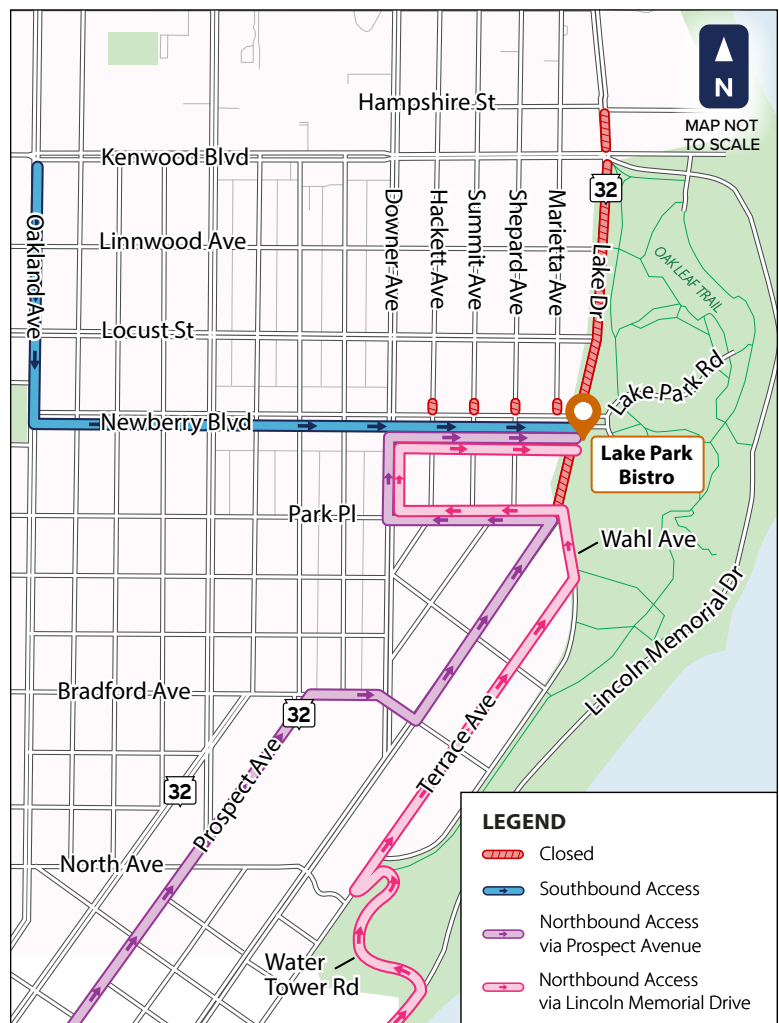 Hampshire St
N
MAP NOT
TO SCALE
Kenwood Blvd
32
Oakland Ave
Downer Ave
Hackett Ave
Summit Ave
Shepard Ave
Marietta Ave
Lake Dr
Linnwood Ave
OAK LEAF TRAIL
Locust St
Lake Park Rd
Newberry Blvd
Lake Park
Bistro
Park Pl
Wahl Ave
Lincoln Memorial Dr
Bradford Ave
32
Terrace Ave
Prospect Ave
32
North Ave
Water
Tower Rd
LEGEND
Closed
Southbound Access
Northbound Access
via Prospect Avenue
Northbound Access
via Lincoln Memorial Drive